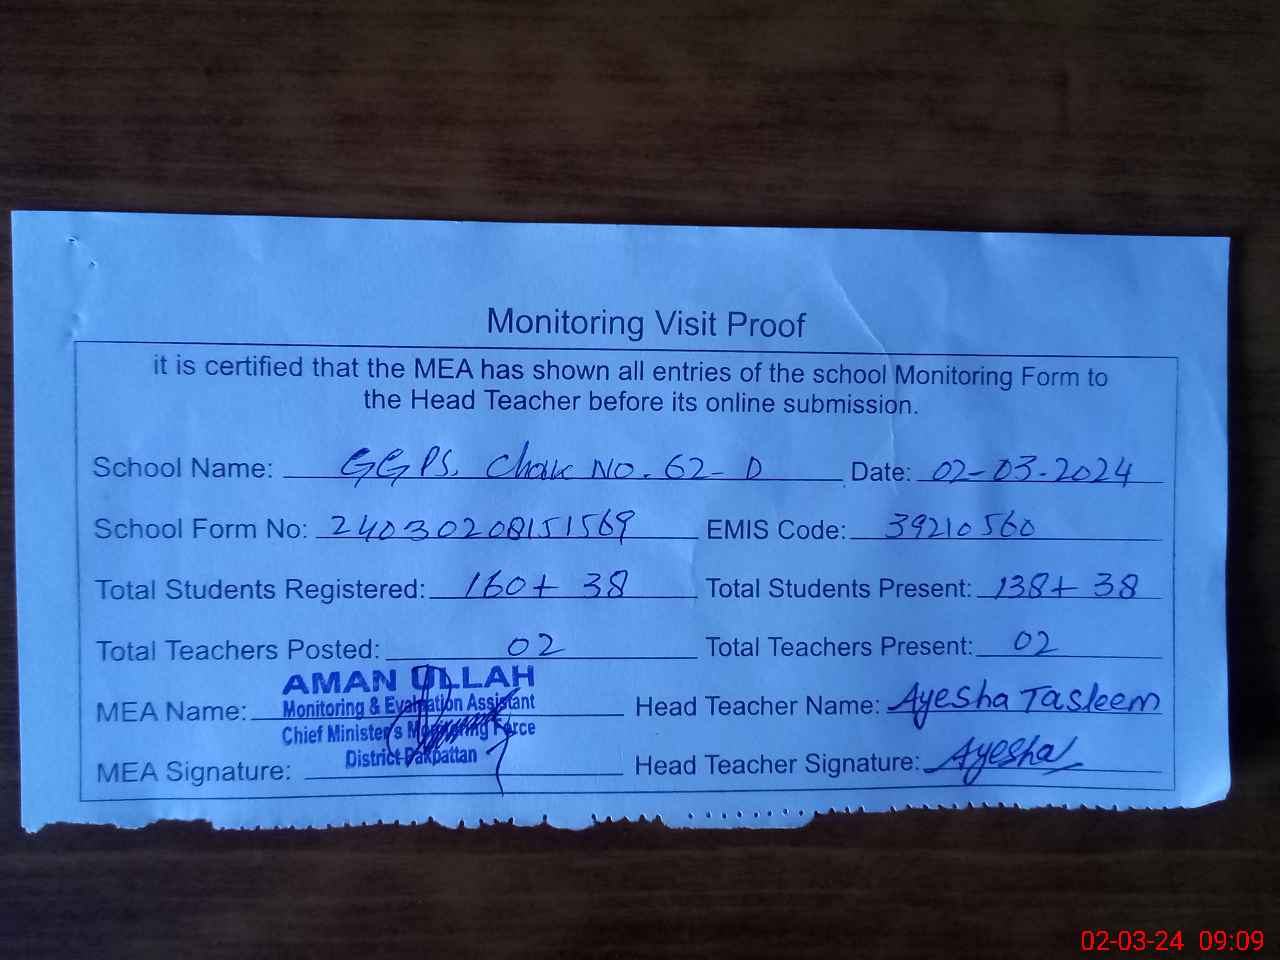 Monitoring Visit Proof
it is certified that the MEA has shown all entries of the school Monitoring Form to
the Head Teacher before its online submission.
School Name: GGPS. Chak NO. 62-D Date: 02-03-2024
School Form No: 24030208151569 EMIS Code: 39210560
Total Students Registered: 160+ 38 Total Students Present: 138+ 38
Total Teachers Posted: 02 Total Teachers Present: 02
AMAN ULLAH
MEA Name: Monitoring & Evaluation Assistant Head Teacher Name: Ayesha Tasleem
Chief Minister's Monitoring Force
District Pakpattan
MEA Signature: Head Teacher Signature: Ayesha
02-03-24 09:09